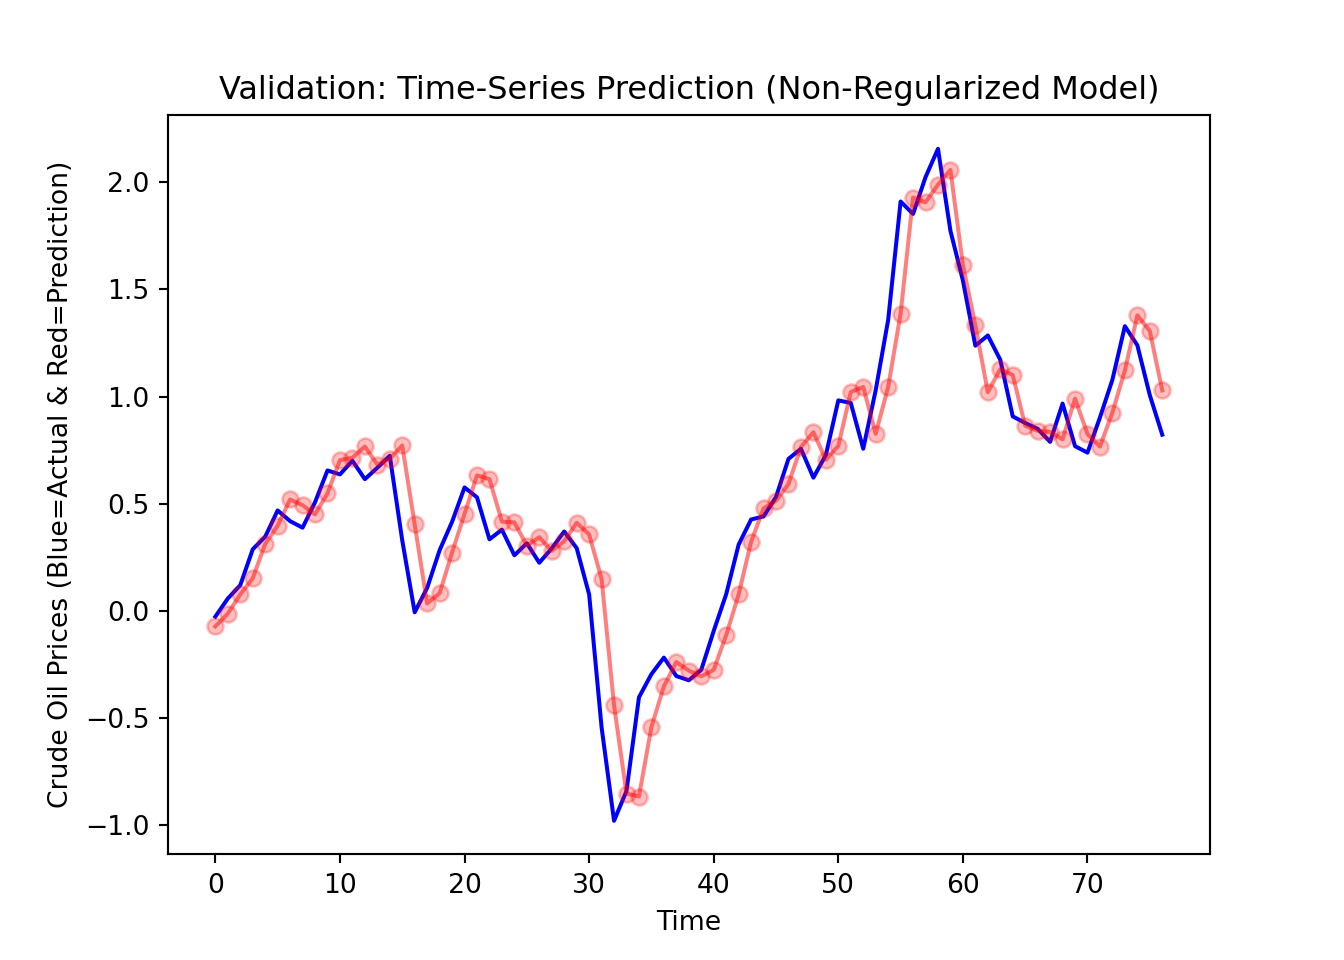 Validation: Time-Series Prediction (Non-Regularized Model)
Crude Oil Prices (Blue=Actual & Red=Prediction)
2.0
1.5
1.0
0.5
0.0
−0.5
−1.0
0 10 20 30 40 50 60 70
Time